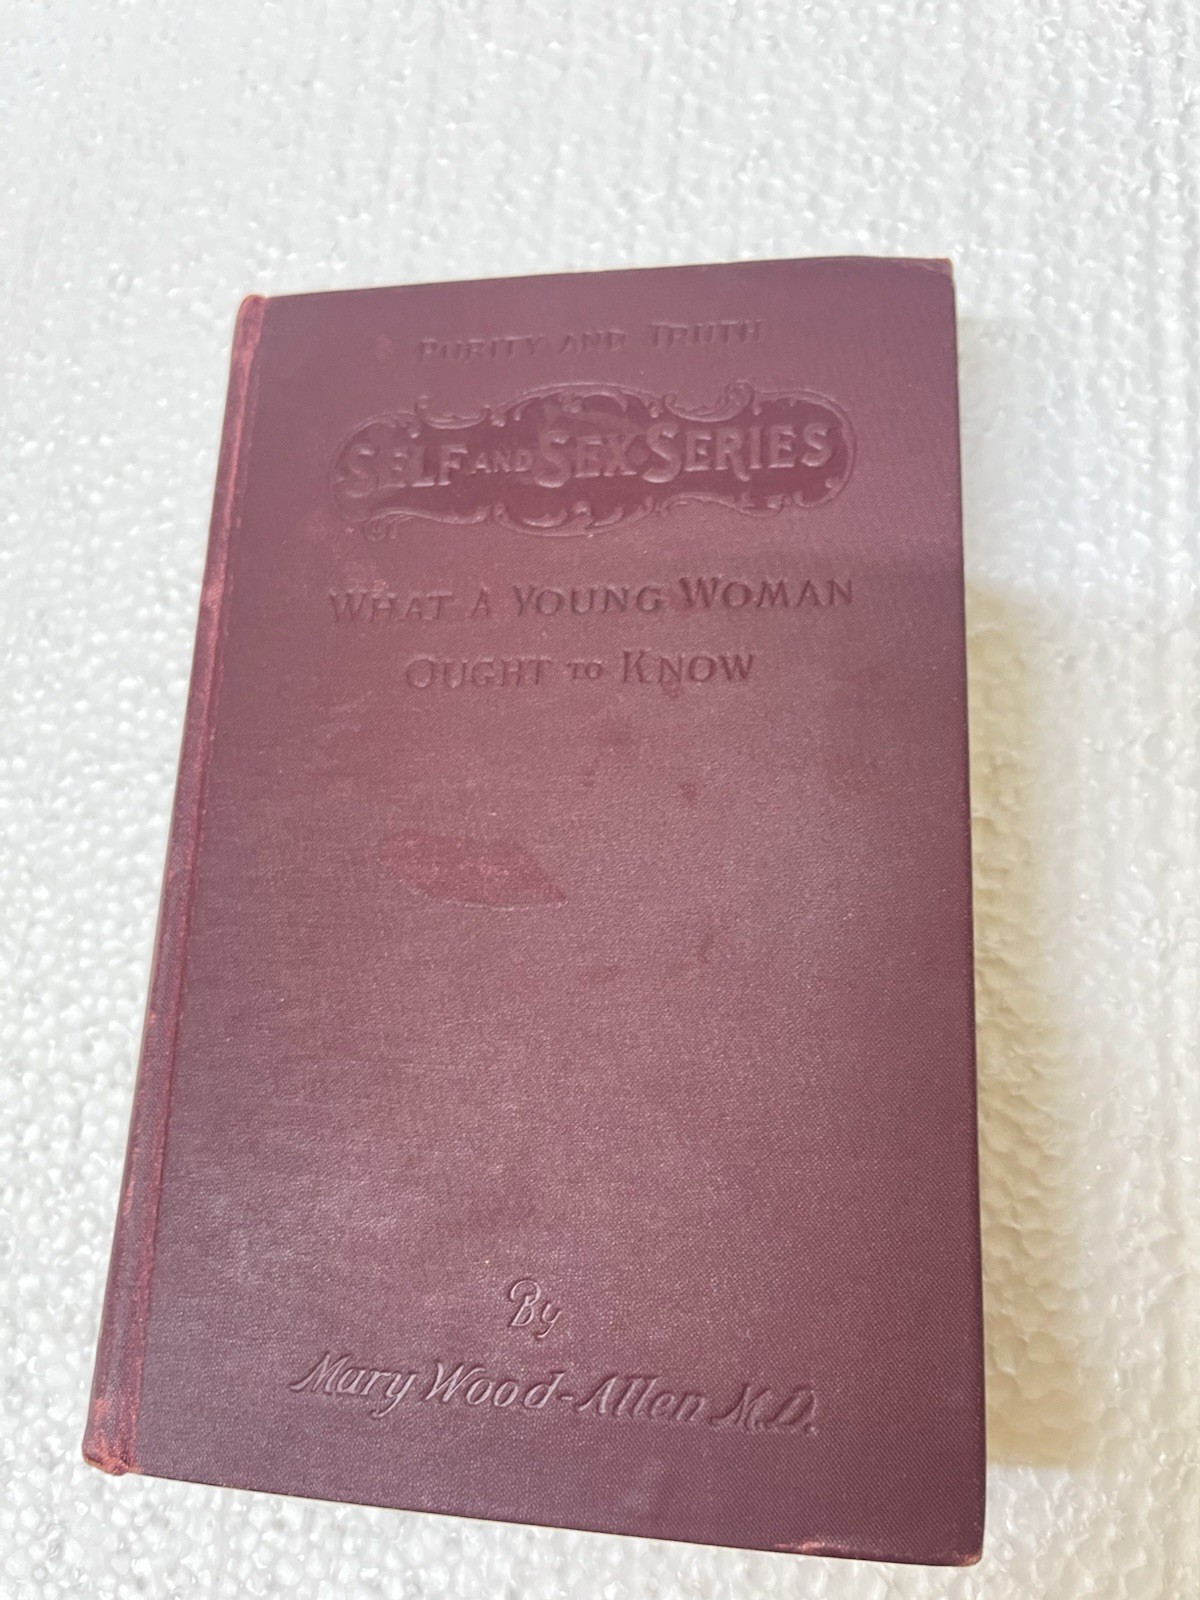 PURITY AND TRUTH
SELF AND SEX SERIES
WHAT A YOUNG WOMAN
OUGHT TO KNOW
By
Mary Wood-Allen M.D.